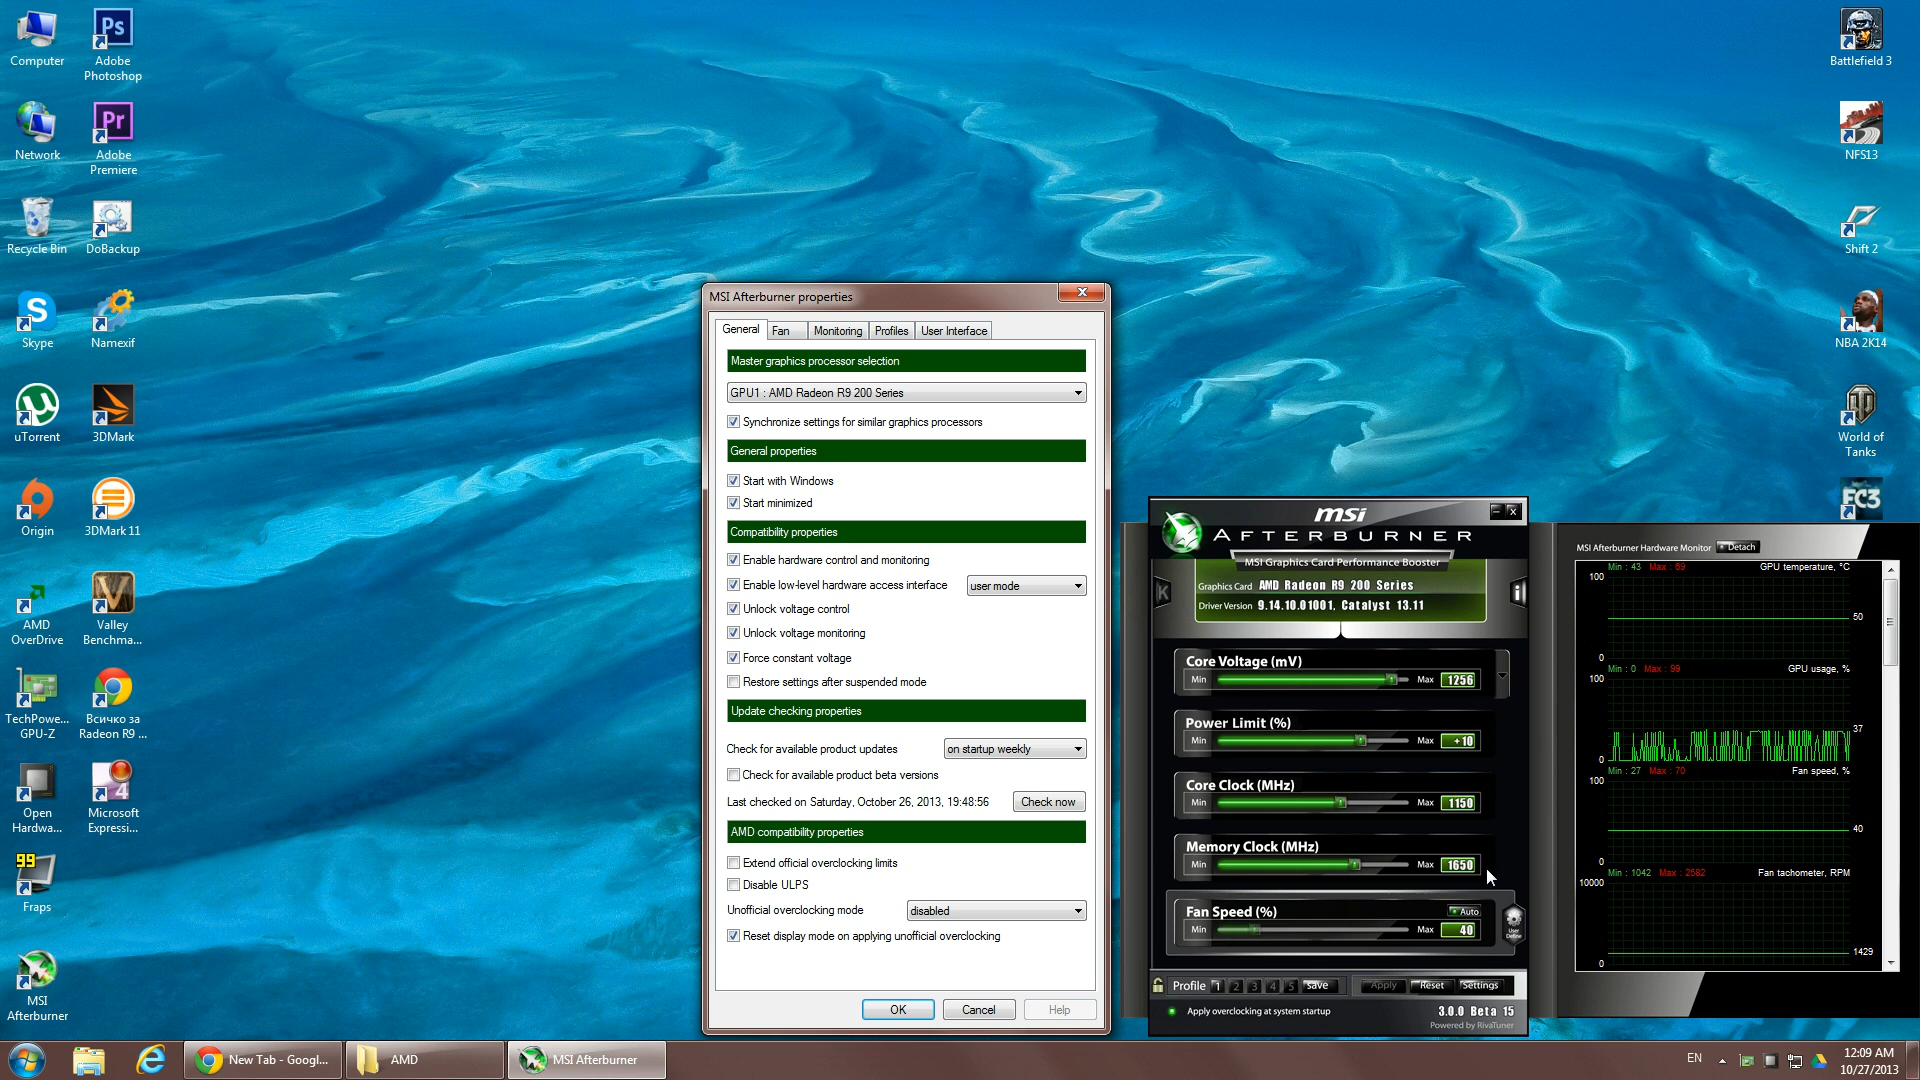 Computer
Adobe
Photoshop
Network
Adobe
Premiere
Recycle Bin
DoBackup
Skype
Namexif
uTorrent
3DMark
Origin
3DMark 11
AMD
OverDrive
Valley
Benchma...
TechPowe...
GPU-Z
Всичко за
Radeon R9 ...
Open
Hardwa...
Microsoft
Expressi...
99
Fraps
MSI
Afterburner
Battlefield 3
NFS13
Shift 2
NBA 2K14
World of
Tanks
FC3
MSI Afterburner properties
General
Fan
Monitoring
Profiles
User Interface
Master graphics processor selection
GPU1 : AMD Radeon R9 200 Series
Synchronize settings for similar graphics processors
General properties
Start with Windows
Start minimized
Compatibility properties
Enable hardware control and monitoring
Enable low-level hardware access interface
user mode
Unlock voltage control
Unlock voltage monitoring
Force constant voltage
Restore settings after suspended mode
Update checking properties
Check for available product updates
on startup weekly
Check for available product beta versions
Last checked on Saturday, October 26, 2013, 19:48:56
Check now
AMD compatibility properties
Extend official overclocking limits
Disable ULPS
Unofficial overclocking mode
disabled
Reset display mode on applying unofficial overclocking
OK
Cancel
Help
msi
AFTERBURNER
MSI Graphics Card Performance Booster
Graphics Card AMD Radeon R9 200 Series
Driver Version 9.14.10.01001, Catalyst 13.11
K
i
Core Voltage (mV)
Min
Max 1256
Power Limit (%)
Min
Max +10
Core Clock (MHz)
Min
Max 1150
Memory Clock (MHz)
Min
Max 1650
Fan Speed (%)
Auto
Min
Max 40
User
Define
Profile 1 2 3 4 5 save
Apply
Reset
Settings
Apply overclocking at system startup
3.0.0 Beta 15
Powered by RivaTuner
MSI Afterburner Hardware Monitor
Detach
Min : 43 Max : 69
GPU temperature, °C
100
50
0
Min : 0 Max : 99
GPU usage, %
100
37
0
Min : 27 Max : 70
Fan speed, %
100
40
0
Min : 1042 Max : 2582
Fan tachometer, RPM
10000
1429
0
New Tab - Googl...
AMD
MSI Afterburner
EN
12:09 AM
10/27/2013